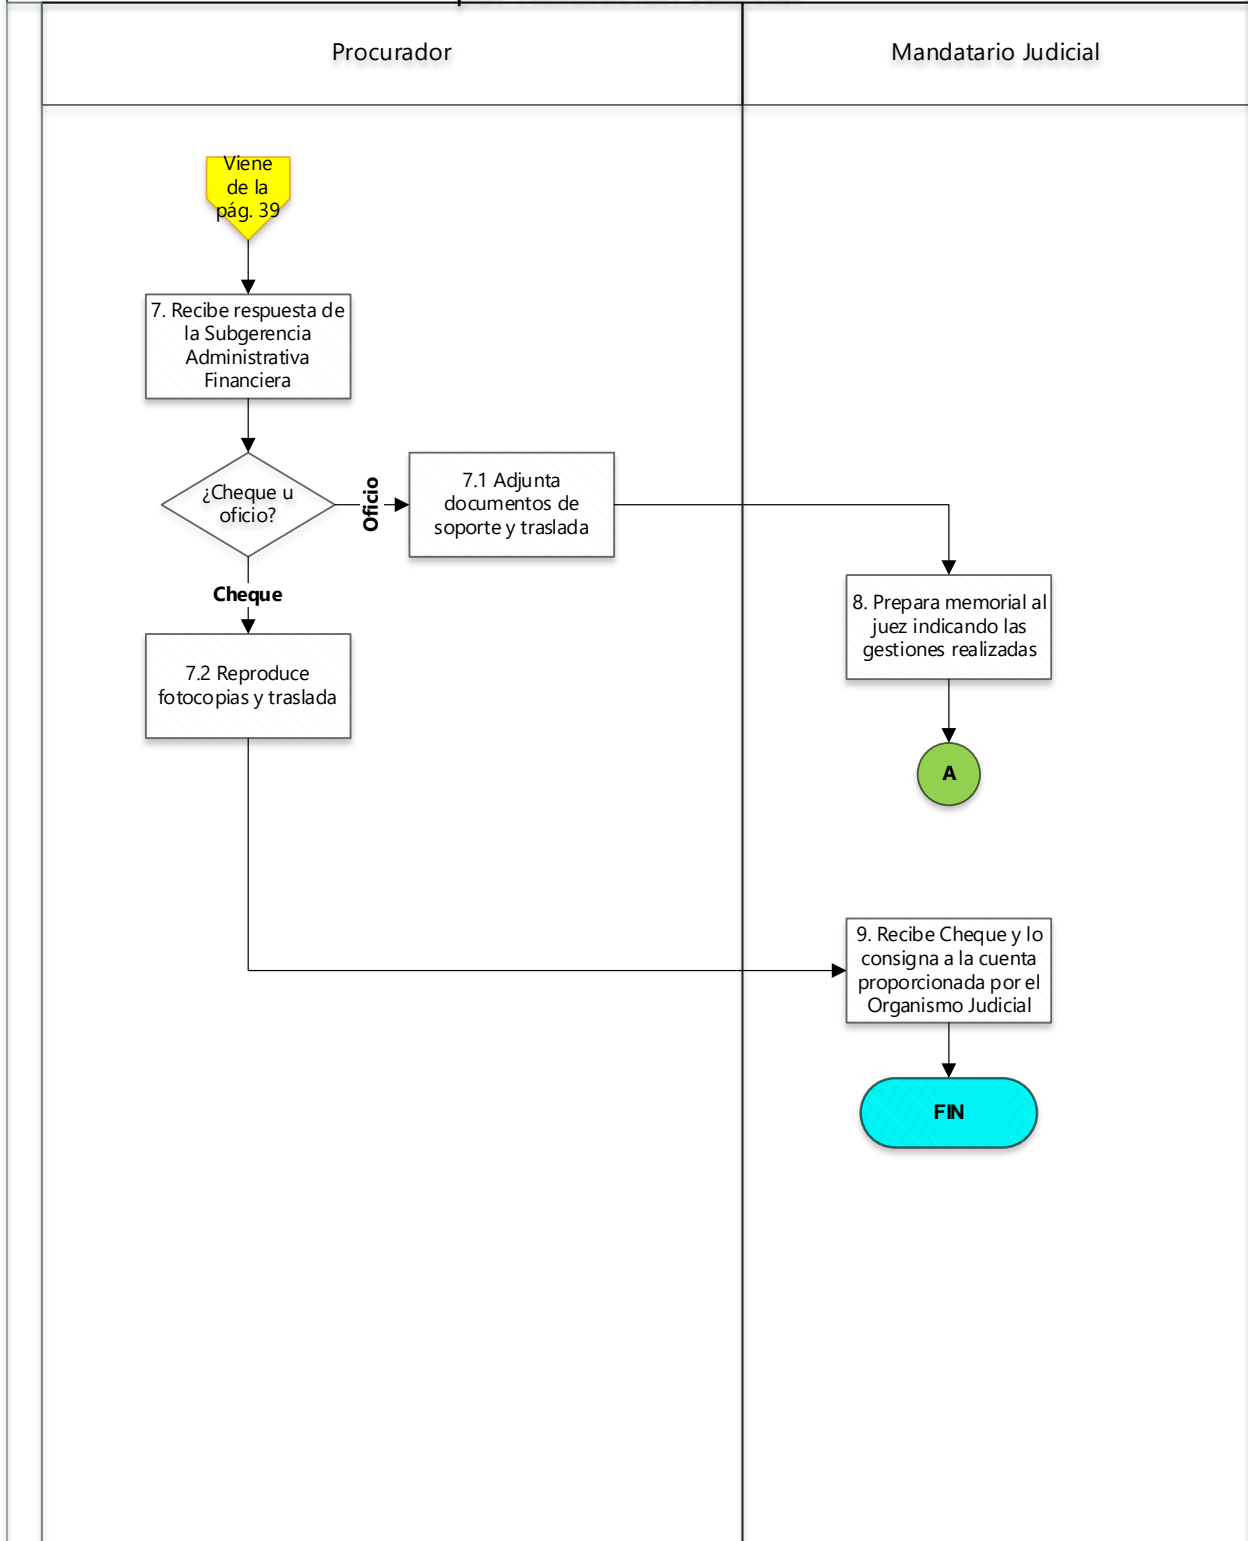 Procurador
Mandatario Judicial
Viene
de la
pág. 39
7. Recibe respuesta de
la Subgerencia
Administrativa
Financiera
¿Cheque u
oficio?
Oficio
7.1 Adjunta
documentos de
soporte y traslada
Cheque
7.2 Reproduce
fotocopias y traslada
8. Prepara memorial al
juez indicando las
gestiones realizadas
A
9. Recibe Cheque y lo
consigna a la cuenta
proporcionada por el
Organismo Judicial
FIN